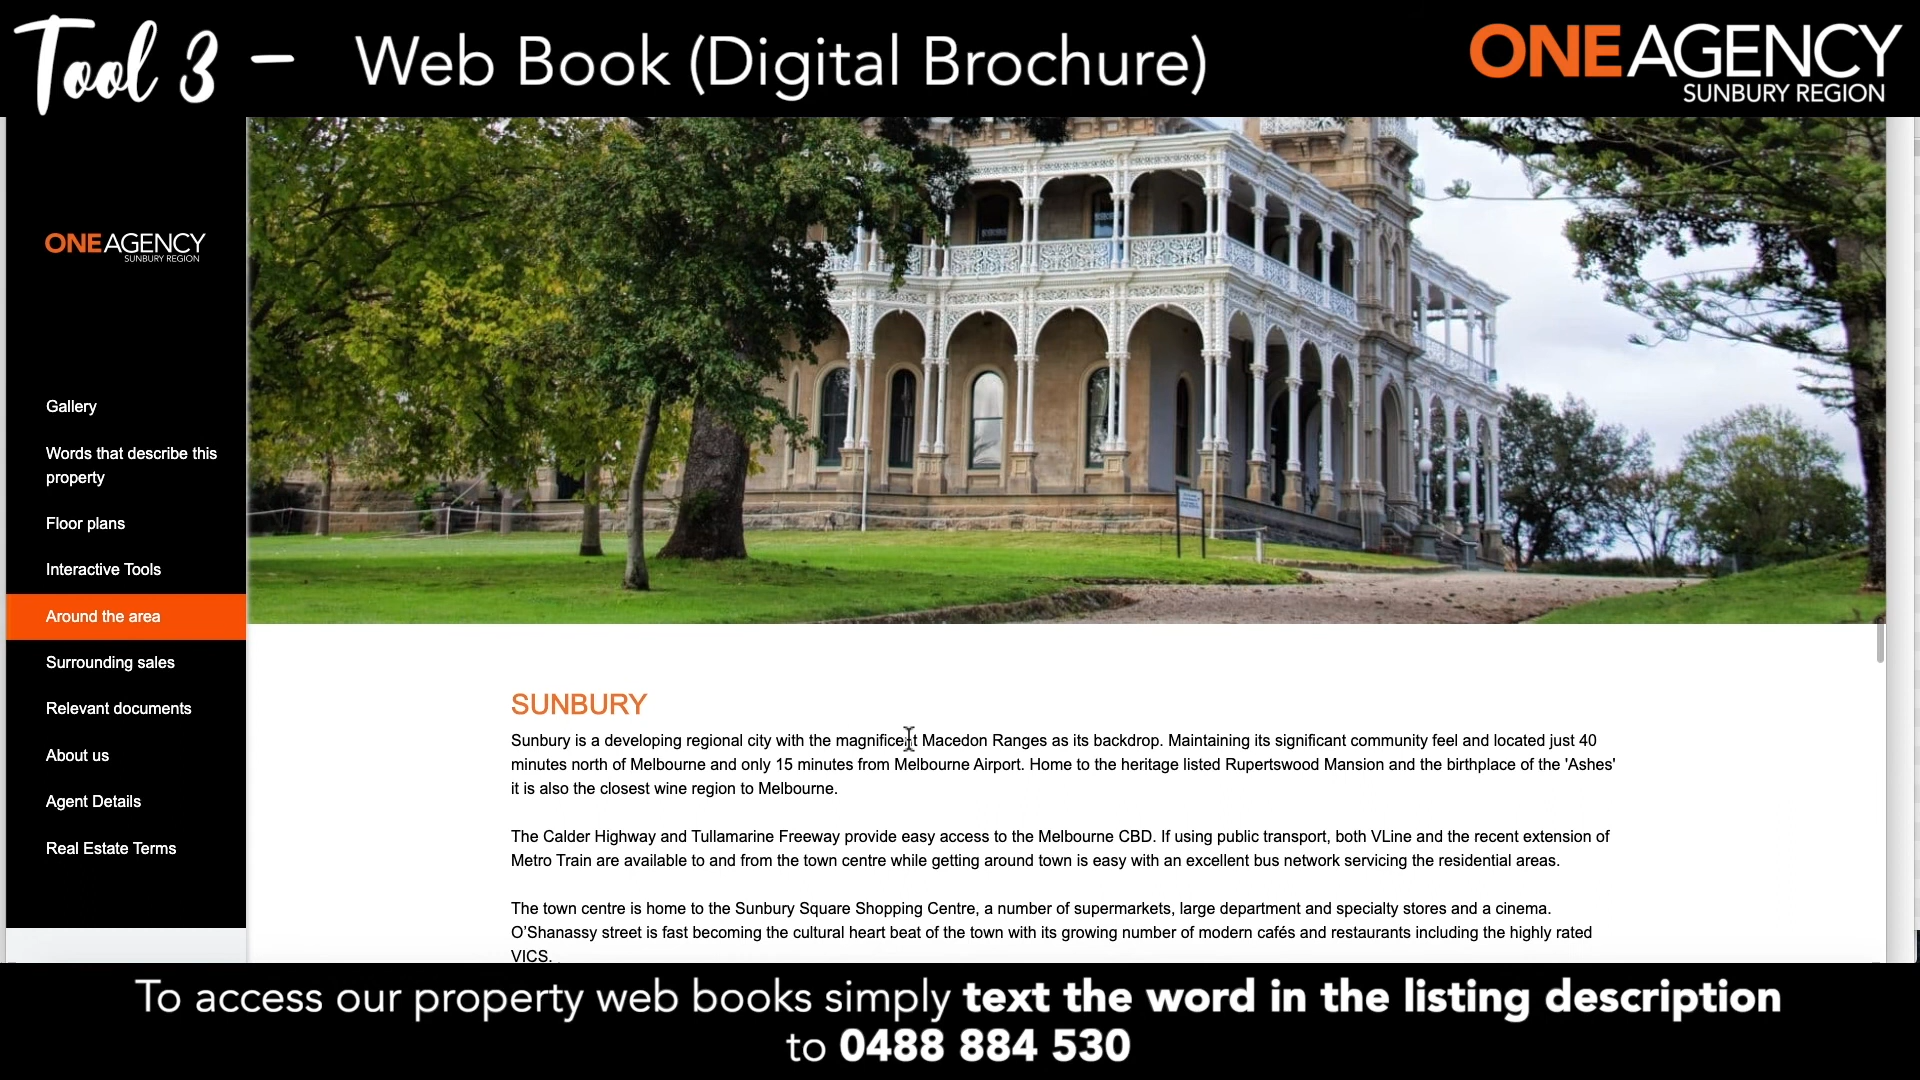 Tool 3 – Web Book (Digital Brochure)
ONE AGENCY
SUNBURY REGION
ONE AGENCY
SUNBURY REGION
Gallery
Words that describe this
property
Floor plans
Interactive Tools
Around the area
Surrounding sales
Relevant documents
About us
Agent Details
Real Estate Terms
SUNBURY
Sunbury is a developing regional city with the magnificent Macedon Ranges as its backdrop. Maintaining its significant community feel and located just 40
minutes north of Melbourne and only 15 minutes from Melbourne Airport. Home to the heritage listed Rupertswood Mansion and the birthplace of the 'Ashes'
it is also the closest wine region to Melbourne.
The Calder Highway and Tullamarine Freeway provide easy access to the Melbourne CBD. If using public transport, both VLine and the recent extension of
Metro Train are available to and from the town centre while getting around town is easy with an excellent bus network servicing the residential areas.
The town centre is home to the Sunbury Square Shopping Centre, a number of supermarkets, large department and specialty stores and a cinema.
O’Shanassy street is fast becoming the cultural heart beat of the town with its growing number of modern cafés and restaurants including the highly rated
VICS.
To access our property web books simply text the word in the listing description
to 0488 884 530